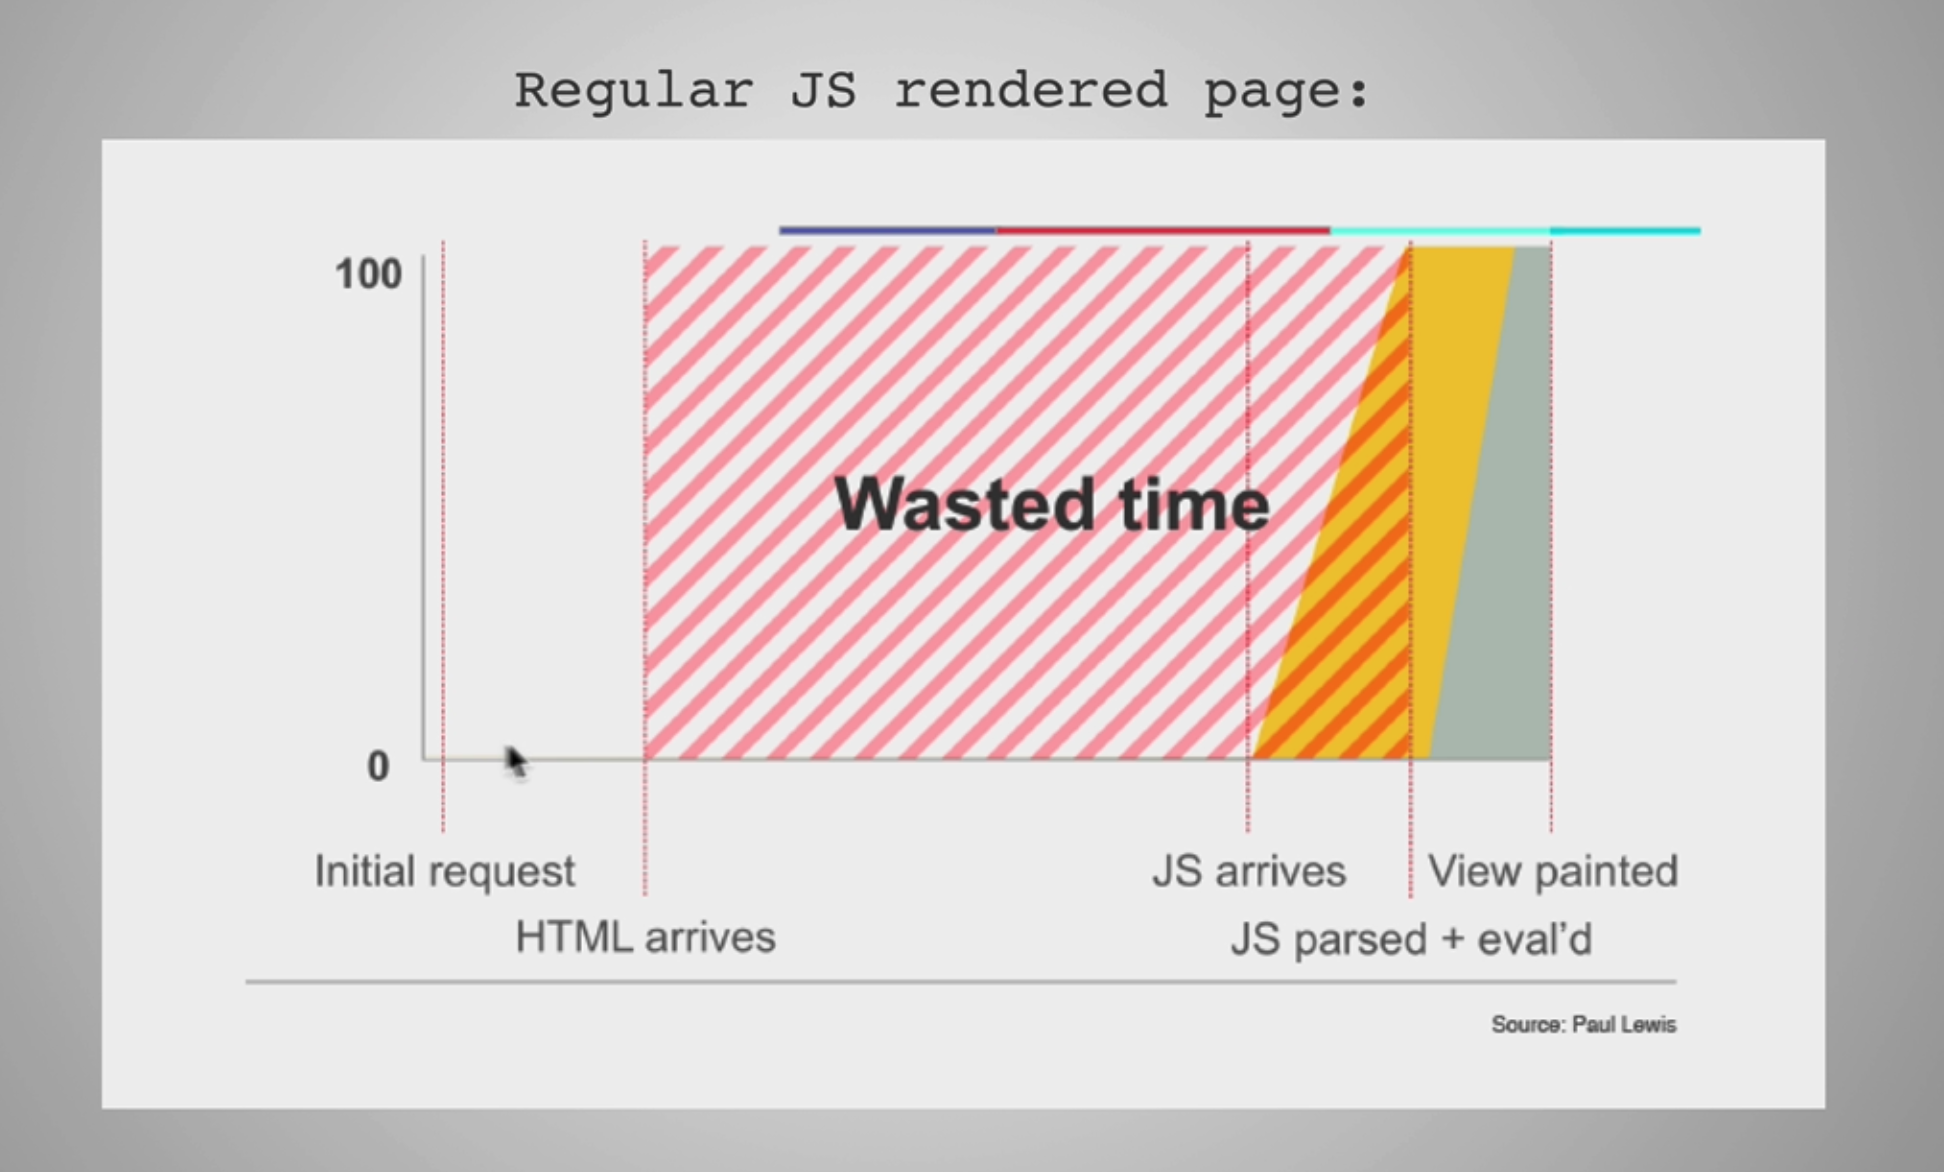 Regular JS rendered page:
100
Wasted time
0
Initial request
JS arrives
View painted
HTML arrives
JS parsed + eval’d
Source: Paul Lewis